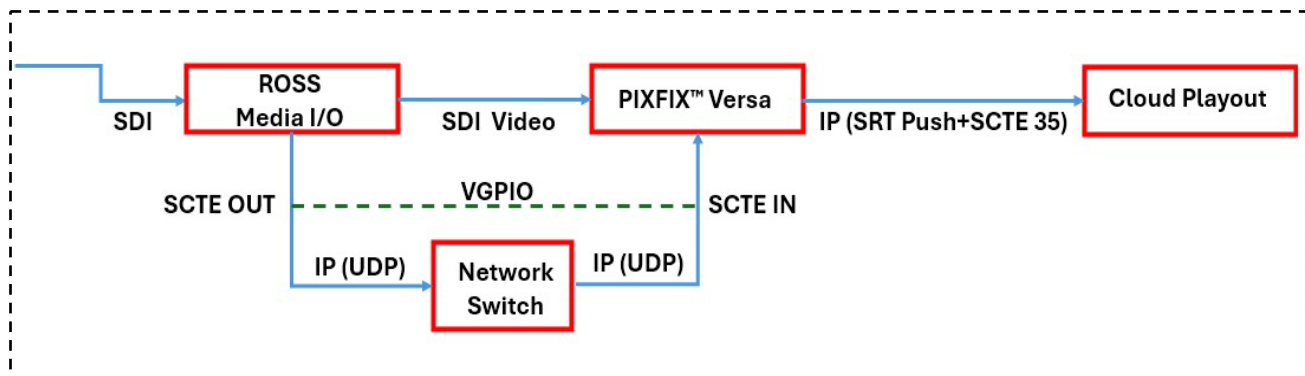 ROSS
Media I/O
PIXFIX™ Versa
Cloud Playout
SDI
SDI Video
IP (SRT Push+SCTE 35)
SCTE OUT
VGPIO
SCTE IN
IP (UDP)
Network
Switch
IP (UDP)